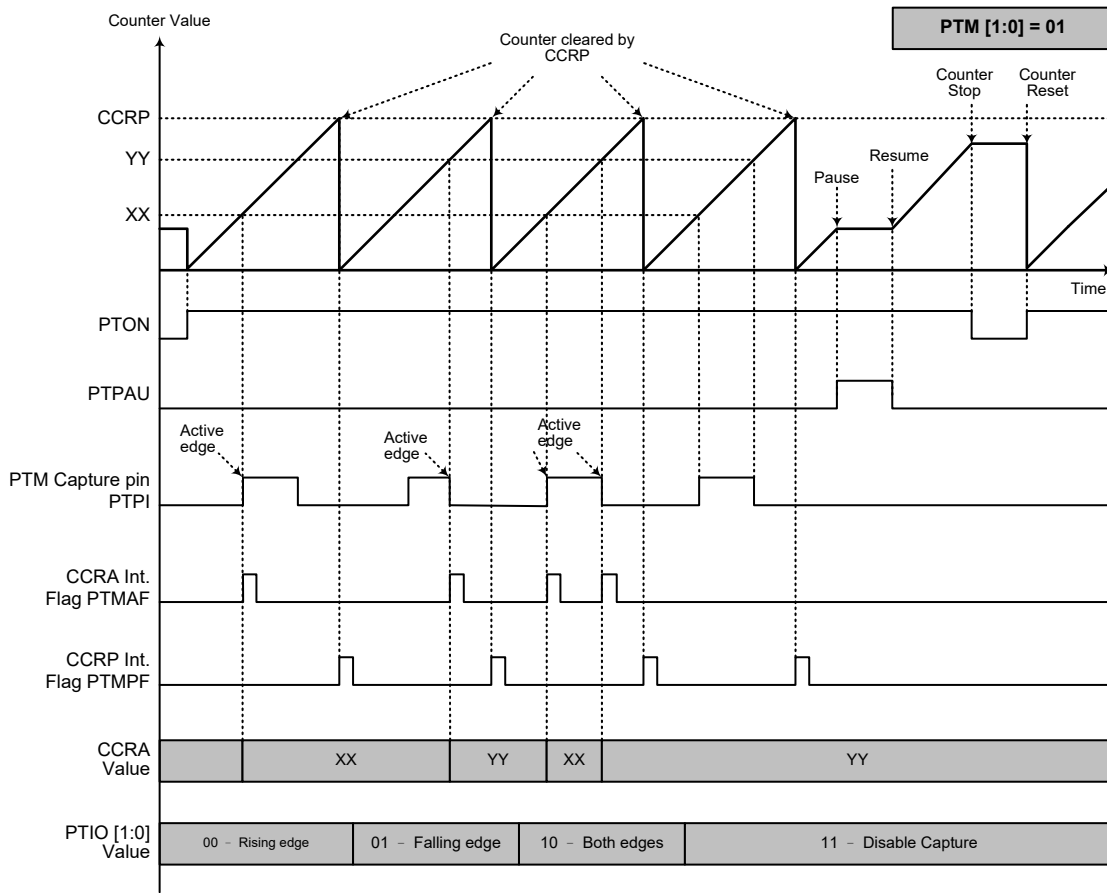 Counter Value
PTM [1:0] = 01
Counter cleared by
CCRP
Counter
Stop
Counter
Reset
CCRP
YY
XX
Pause
Resume
Time
PTON
PTPAU
Active
edge
Active
edge
Active
edge
PTM Capture pin
PTPI
CCRA Int.
Flag PTMAF
CCRP Int.
Flag PTMPF
CCRA
Value
XX
YY
XX
YY
PTIO [1:0]
Value
00 - Rising edge
01 - Falling edge
10 - Both edges
11 - Disable Capture